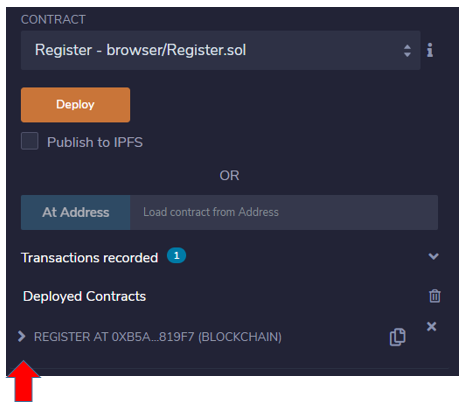 CONTRACT
Register - browser/Register.sol
Deploy
Publish to IPFS
OR
At Address Load contract from Address
Transactions recorded 1
Deployed Contracts
REGISTER AT 0XB5A...819F7 (BLOCKCHAIN)